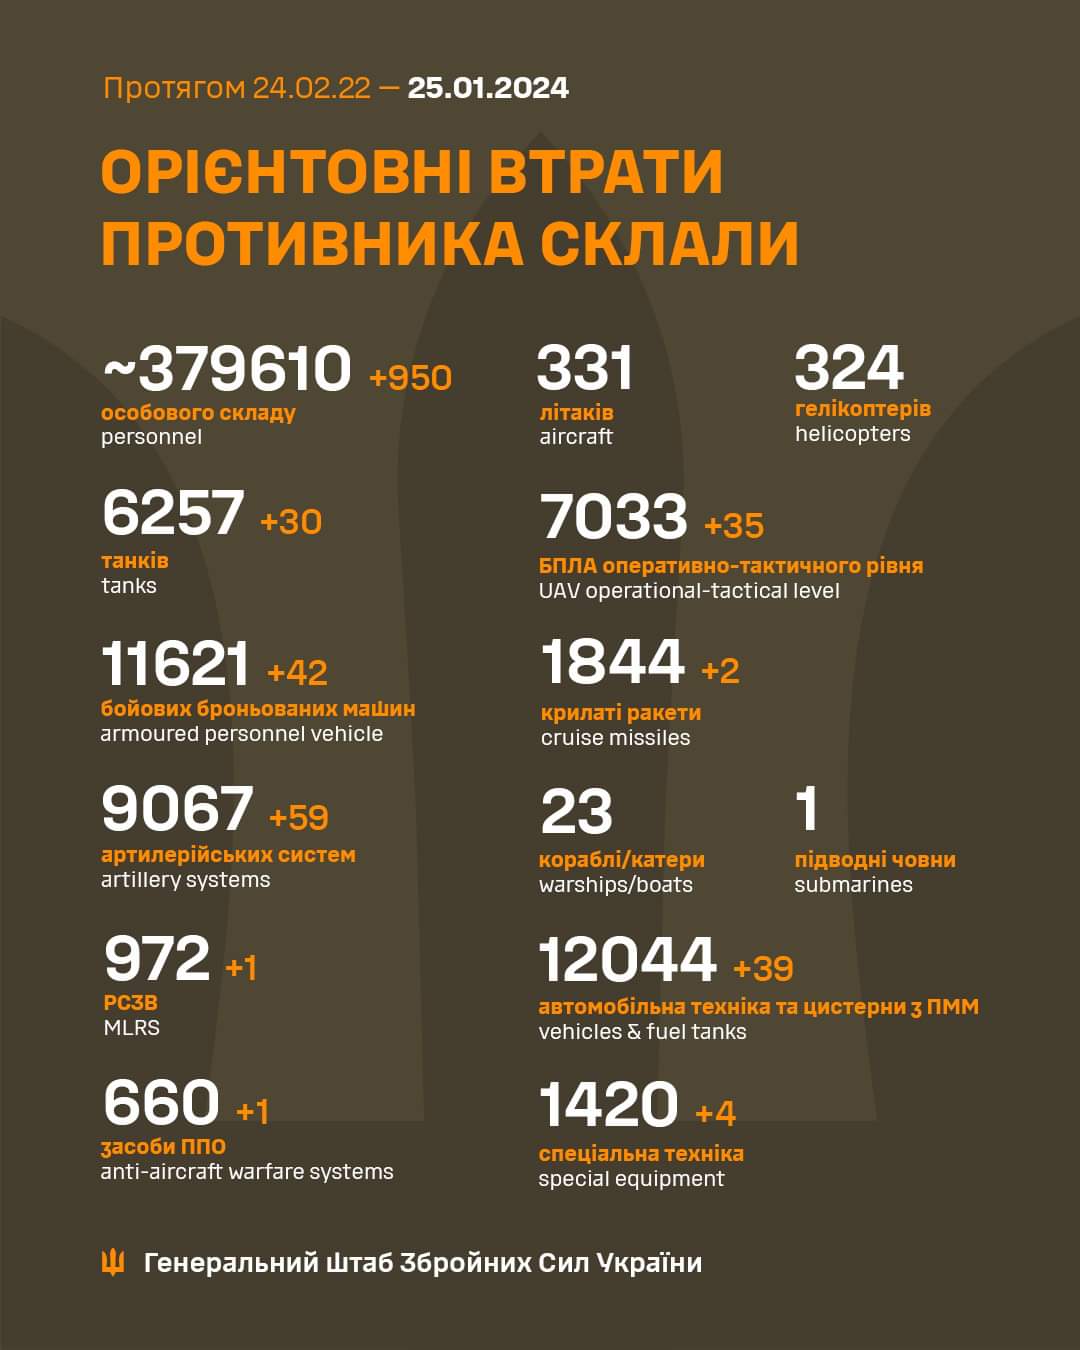 Протягом 24.02.22 — 25.01.2024
ОРІЄНТОВНІ ВТРАТИ
ПРОТИВНИКА СКЛАЛИ
~379610 +950
особового складу
personnel
331
літаків
aircraft
324
гелікоптерів
helicopters
6257 +30
танків
tanks
7033 +35
БПЛА оперативно-тактичного рівня
UAV operational-tactical level
11621 +42
бойових броньованих машин
armoured personnel vehicle
1844 +2
крилаті ракети
cruise missiles
9067 +59
артилерійських систем
artillery systems
23
кораблі/катери
warships/boats
1
підводні човни
submarines
972 +1
РСЗВ
MLRS
12044 +39
автомобільна техніка та цистерни з ПММ
vehicles & fuel tanks
660 +1
засоби ППО
anti-aircraft warfare systems
1420 +4
спеціальна техніка
special equipment
Генеральний штаб Збройних Сил України